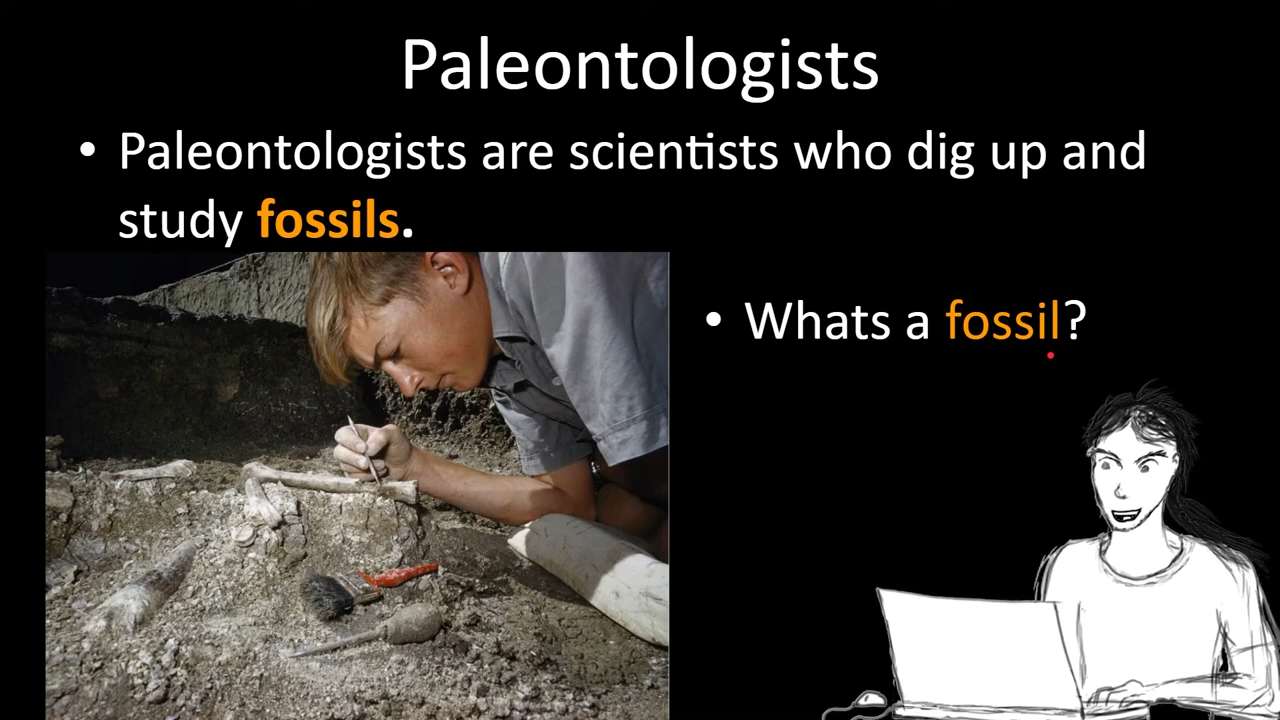 Paleontologists
• Paleontologists are scientists who dig up and
study fossils.
• Whats a fossil?